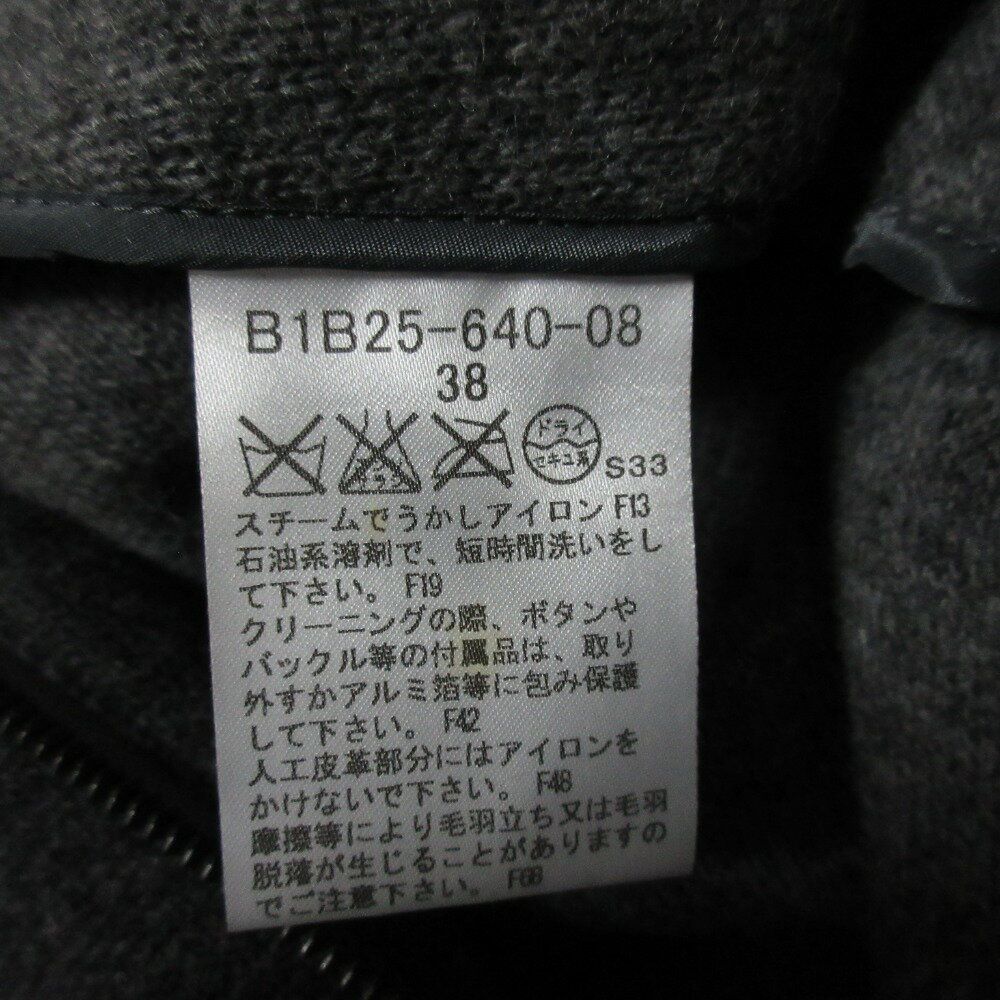 B1B25-640-08
38
エンソサラシ
ドライ
セキユ系
S33
スチームでうかしアイロン F13
石油系溶剤で、短時間洗いをし
て下さい。 F19
クリーニングの際、ボタンや
バックル等の付属品は、取り
外すかアルミ箔等に包み保護
して下さい。 F42
人工皮革部分にはアイロンを
かけないで下さい。 F48
摩擦等により毛羽立ち又は毛羽
脱落が生じることがありますの
でご注意下さい。 F68